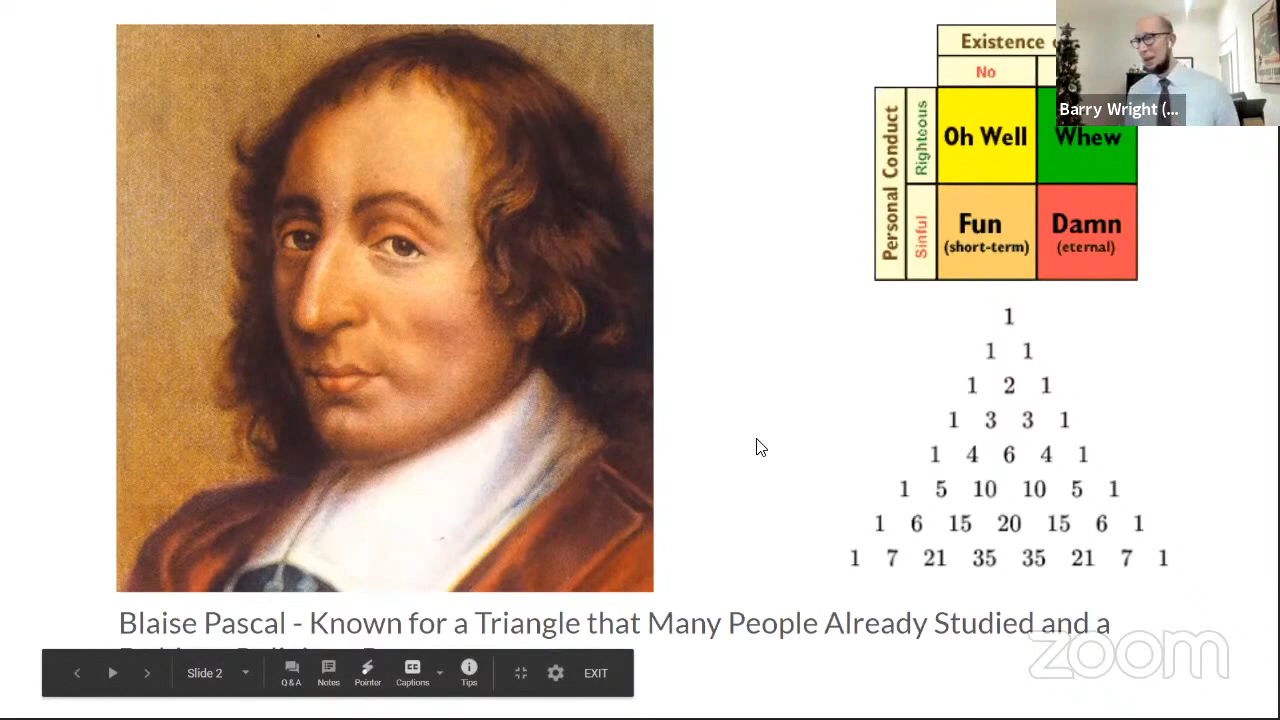 Existence
No
Barry Wright (...
Personal Conduct
Righteous
Oh Well
Whew
Sinful
Fun
(short-term)
Damn
(eternal)
1
1 1
1 2 1
1 3 3 1
1 4 6 4 1
1 5 10 10 5 1
1 6 15 20 15 6 1
1 7 21 35 35 21 7 1
Blaise Pascal - Known for a Triangle that Many People Already Studied and a
zoom
Slide 2
Q & A
Notes
Pointer
CC
Captions
Tips
EXIT